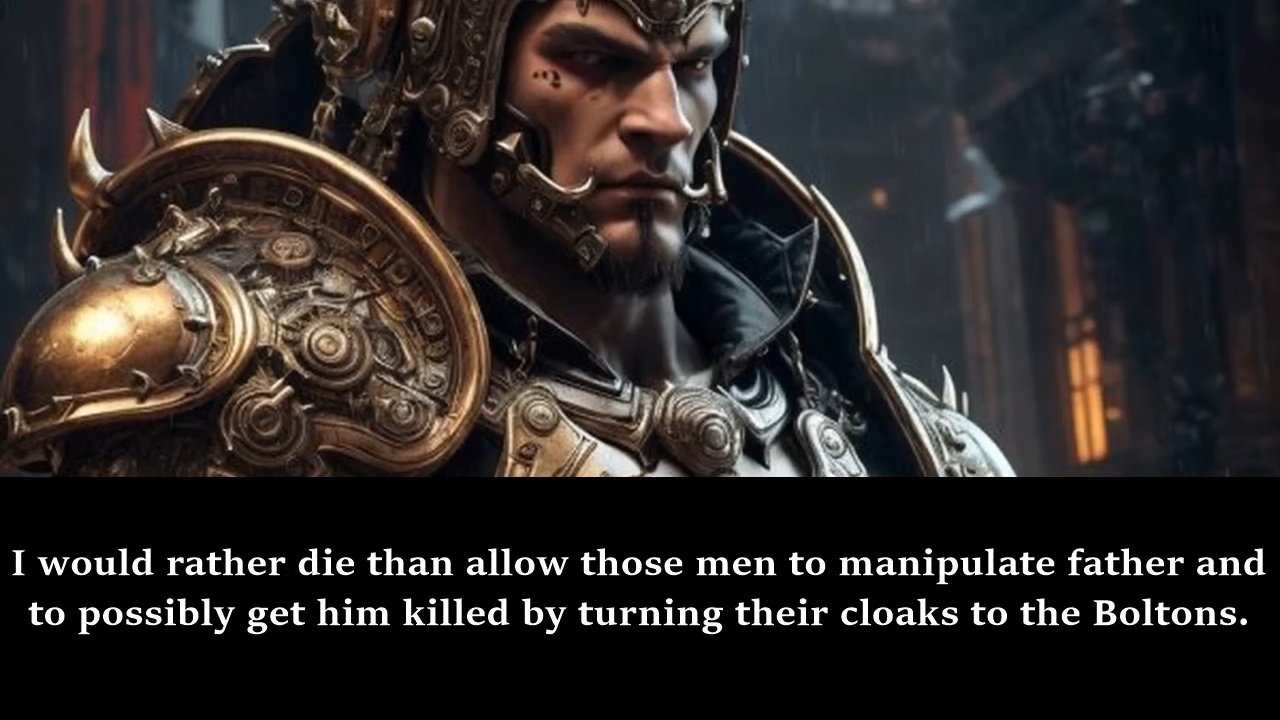 I would rather die than allow those men to manipulate father and
to possibly get him killed by turning their cloaks to the Boltons.